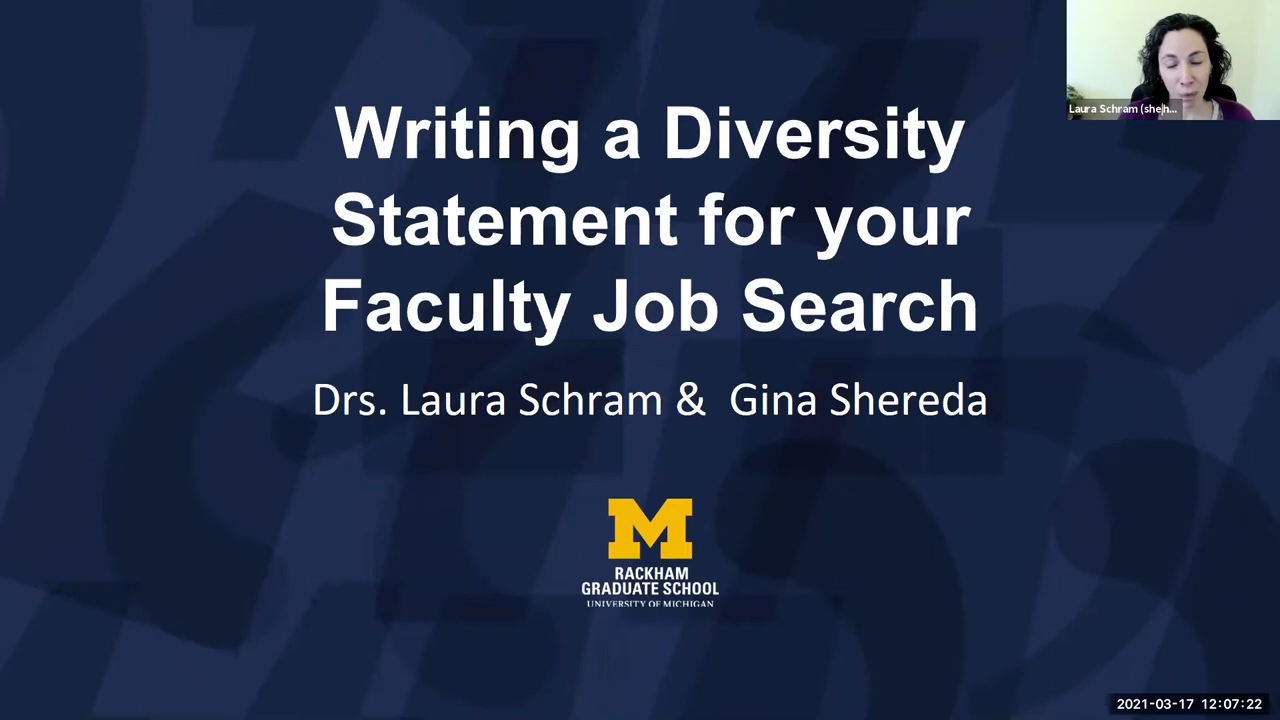 Writing a Diversity
Statement for your
Faculty Job Search
Drs. Laura Schram & Gina Shereda
M
RACKHAM
GRADUATE SCHOOL
UNIVERSITY OF MICHIGAN
Laura Schram (she|h...
2021-03-17 12:07:22